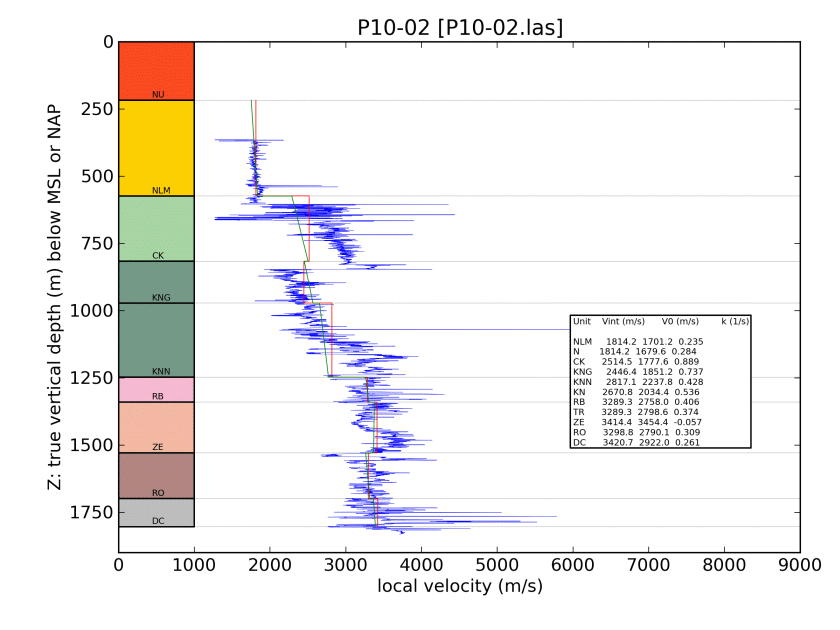 P10-02 [P10-02.las]
Z: true vertical depth (m) below MSL or NAP
0
250
500
750
1000
1250
1500
1750
NU
NLM
CK
KNG
KNN
RB
ZE
RO
DC
Unit Vint (m/s) V0 (m/s) k (1/s)
NLM 1814.2 1701.2 0.235
N 1814.2 1679.6 0.284
CK 2514.5 1777.6 0.889
KNG 2446.4 1851.2 0.737
KNN 2817.1 2237.8 0.428
KN 2670.8 2034.4 0.536
RB 3289.3 2758.0 0.406
TR 3289.3 2798.6 0.374
ZE 3414.4 3454.4 -0.057
RO 3298.8 2790.1 0.309
DC 3420.7 2922.0 0.261
0 1000 2000 3000 4000 5000 6000 7000 8000 9000
local velocity (m/s)